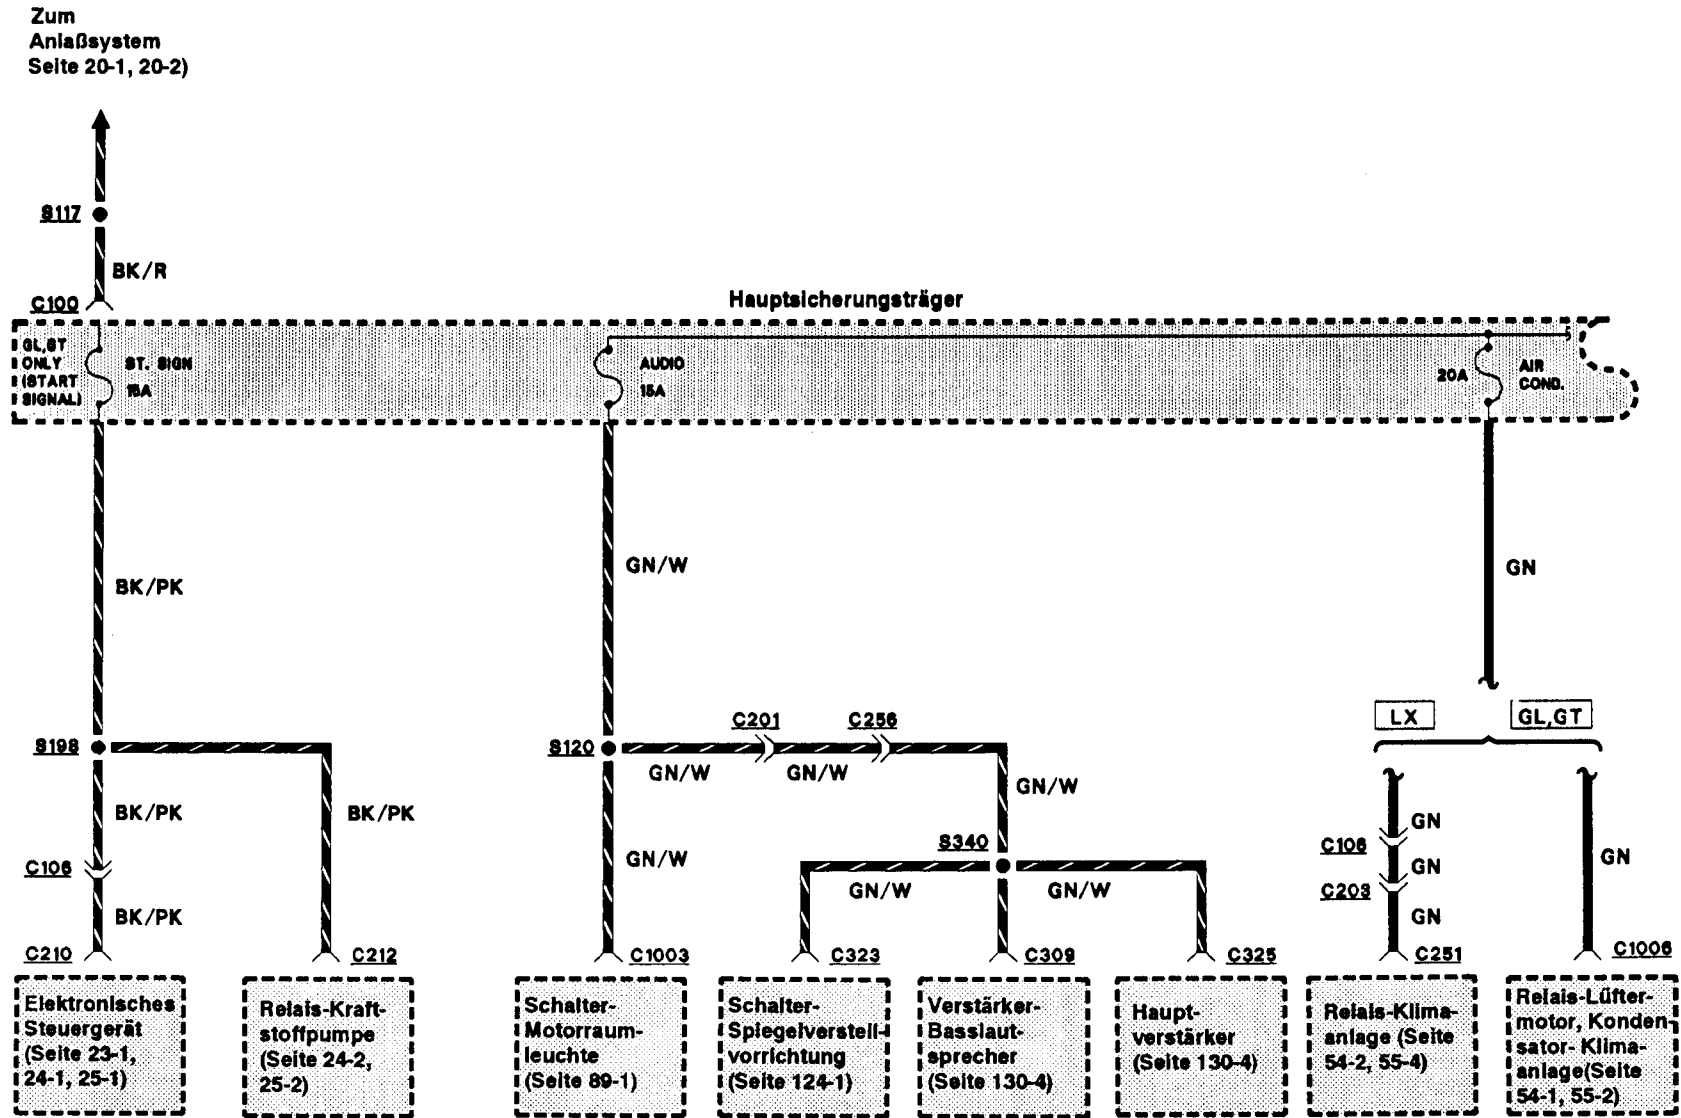 Zum
Anlaßsystem
Seite 20-1, 20-2)
S117
BK/R
C100
Hauptsicherungsträger
GL,GT
ONLY
(START
SIGNAL)
ST. SIGN
15A
AUDIO
15A
20A
AIR
COND.
BK/PK
GN/W
GN
LX
GL,GT
S198
S120
C201
C256
GN/W
GN/W
BK/PK
BK/PK
GN/W
GN/W
S340
GN/W
GN/W
C106
BK/PK
C106
GN
GN
C203
GN
GN
C210
C212
C1003
C323
C309
C325
C251
C1006
Elektronisches
Steuergerät
(Seite 23-1,
24-1, 25-1)
Relais-Kraft-
stoffpumpe
(Seite 24-2,
25-2)
Schalter-
Motorraum-
leuchte
(Seite 89-1)
Schalter-
Spiegelverstell-
vorrichtung
(Seite 124-1)
Verstärker-
Basslaut-
sprecher
(Seite 130-4)
Haupt-
verstärker
(Seite 130-4)
Relais-Klima-
anlage (Seite
54-2, 55-4)
Relais-Lüfter-
motor, Konden-
sator- Klima-
anlage(Seite
54-1, 55-2)